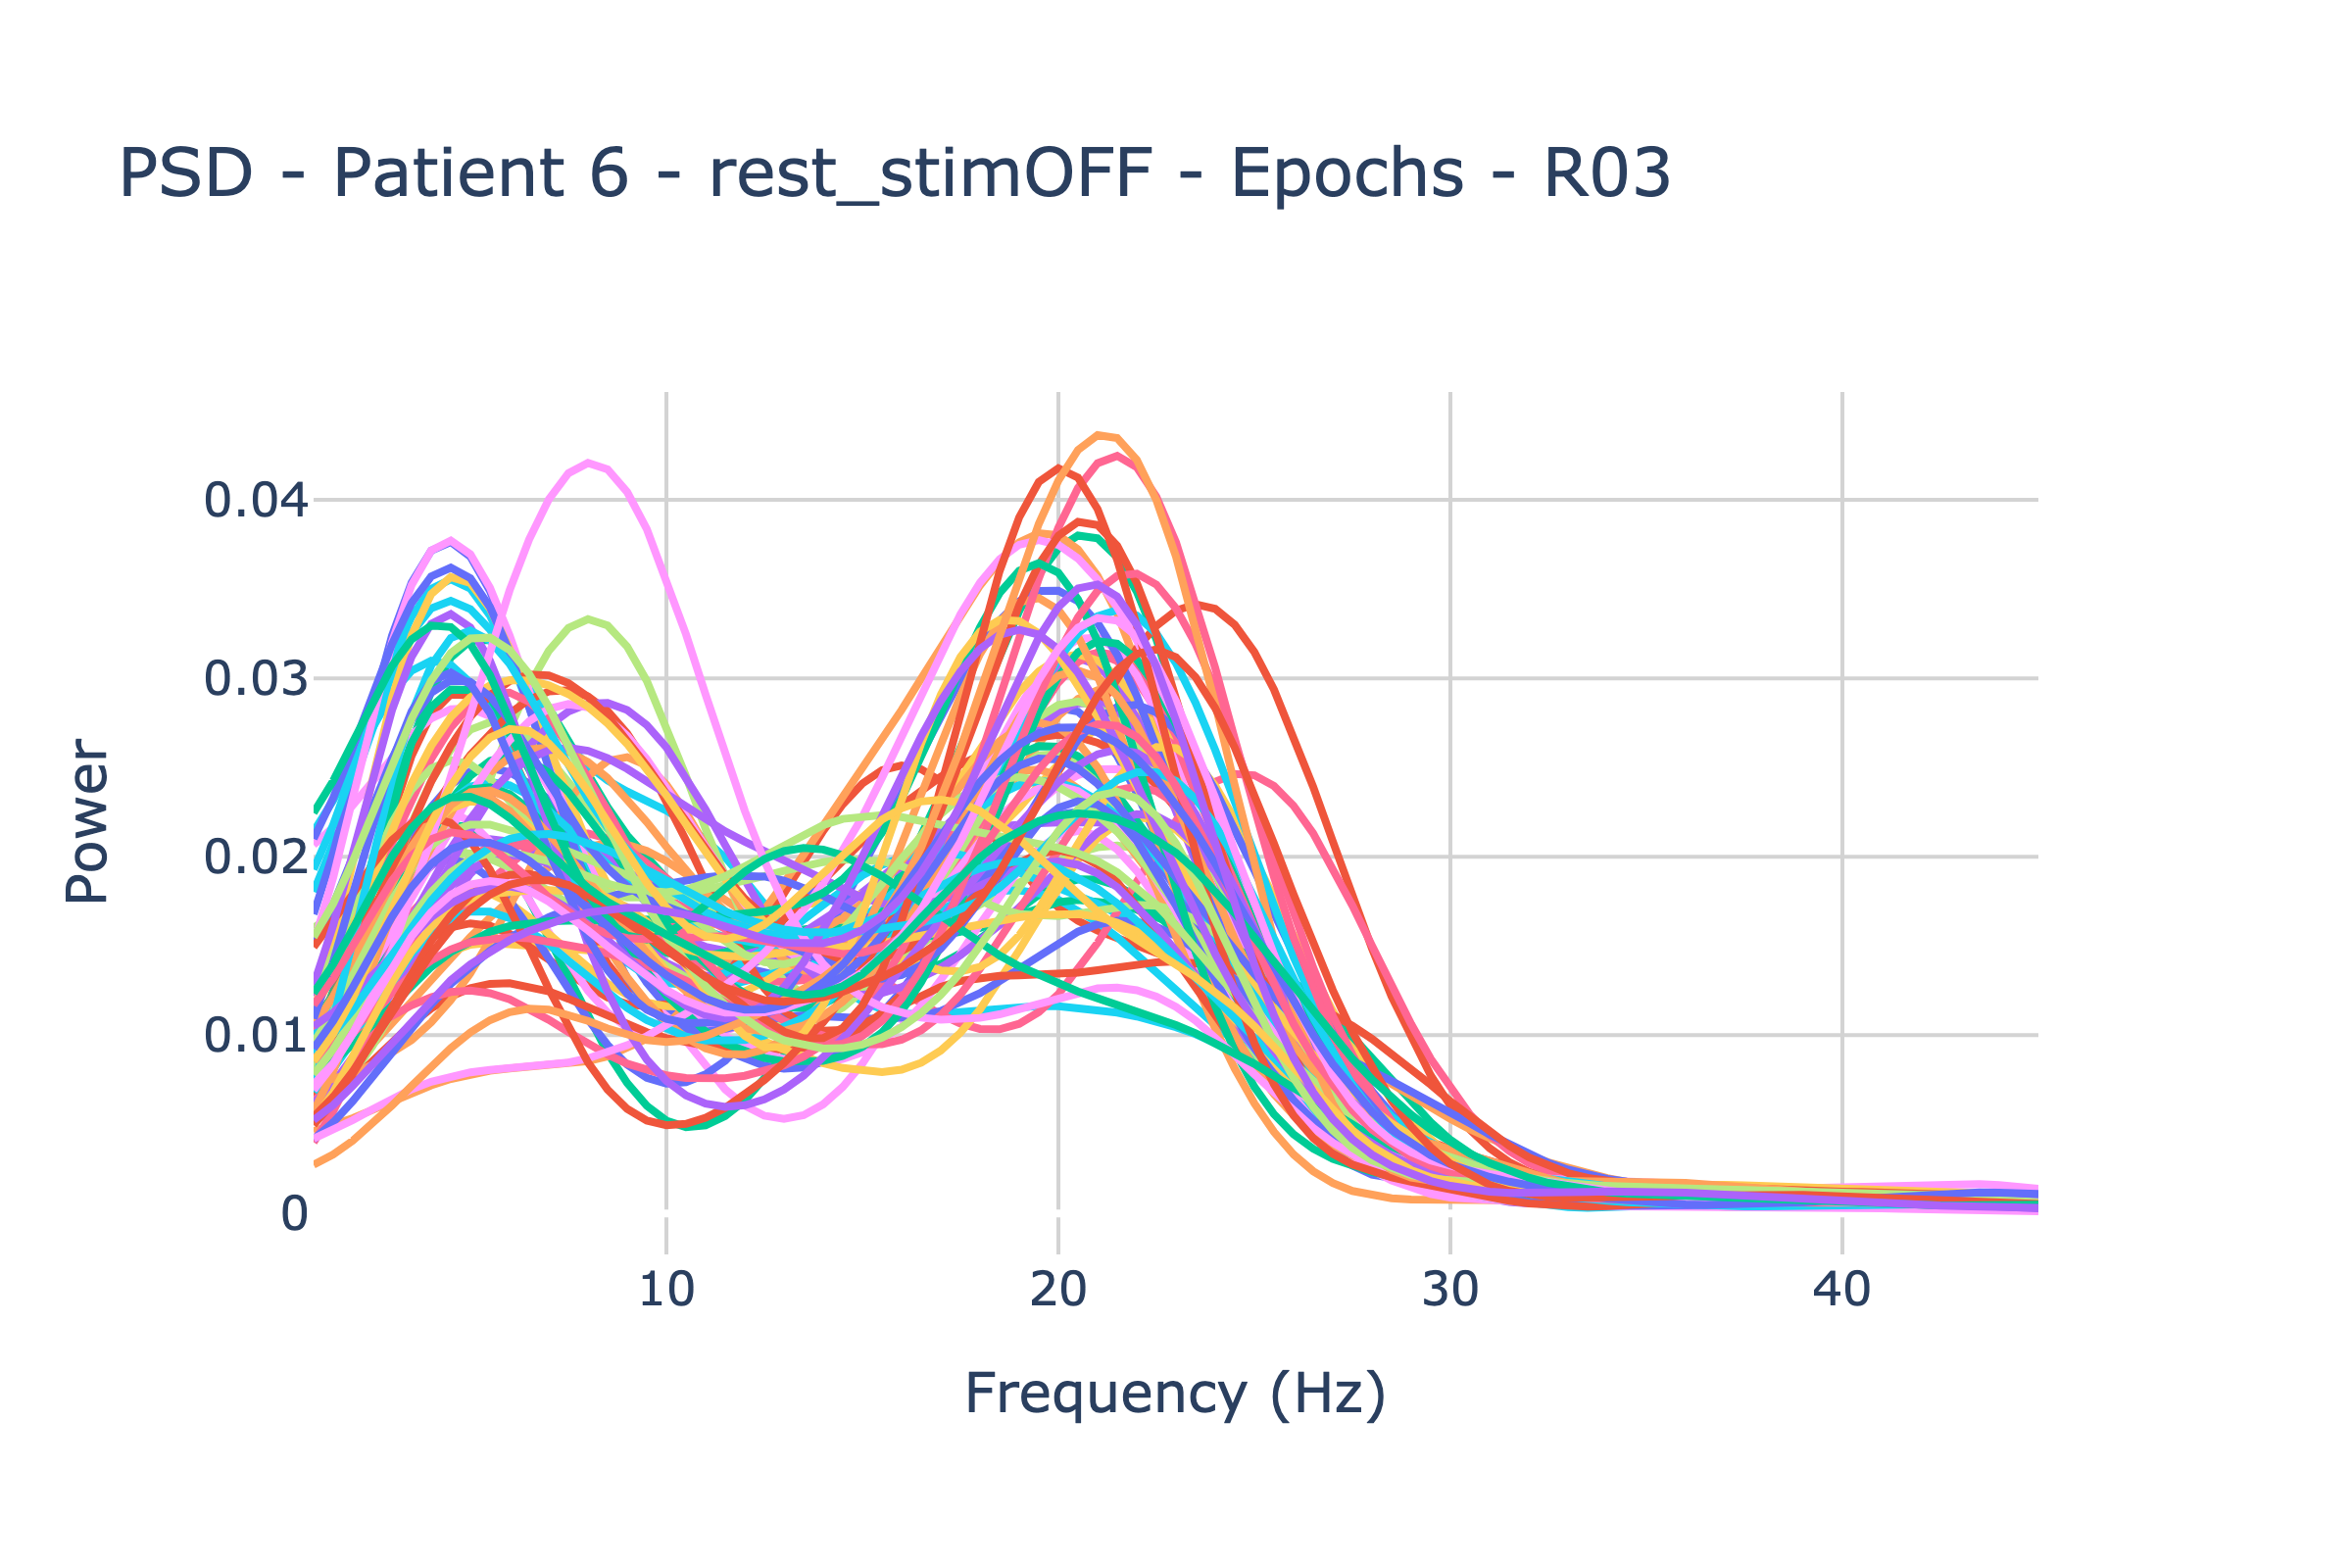 PSD - Patient 6 - rest_stimOFF - Epochs - R03
0.04
0.03
0.02
0.01
0
10 20 30 40
Power
Frequency (Hz)